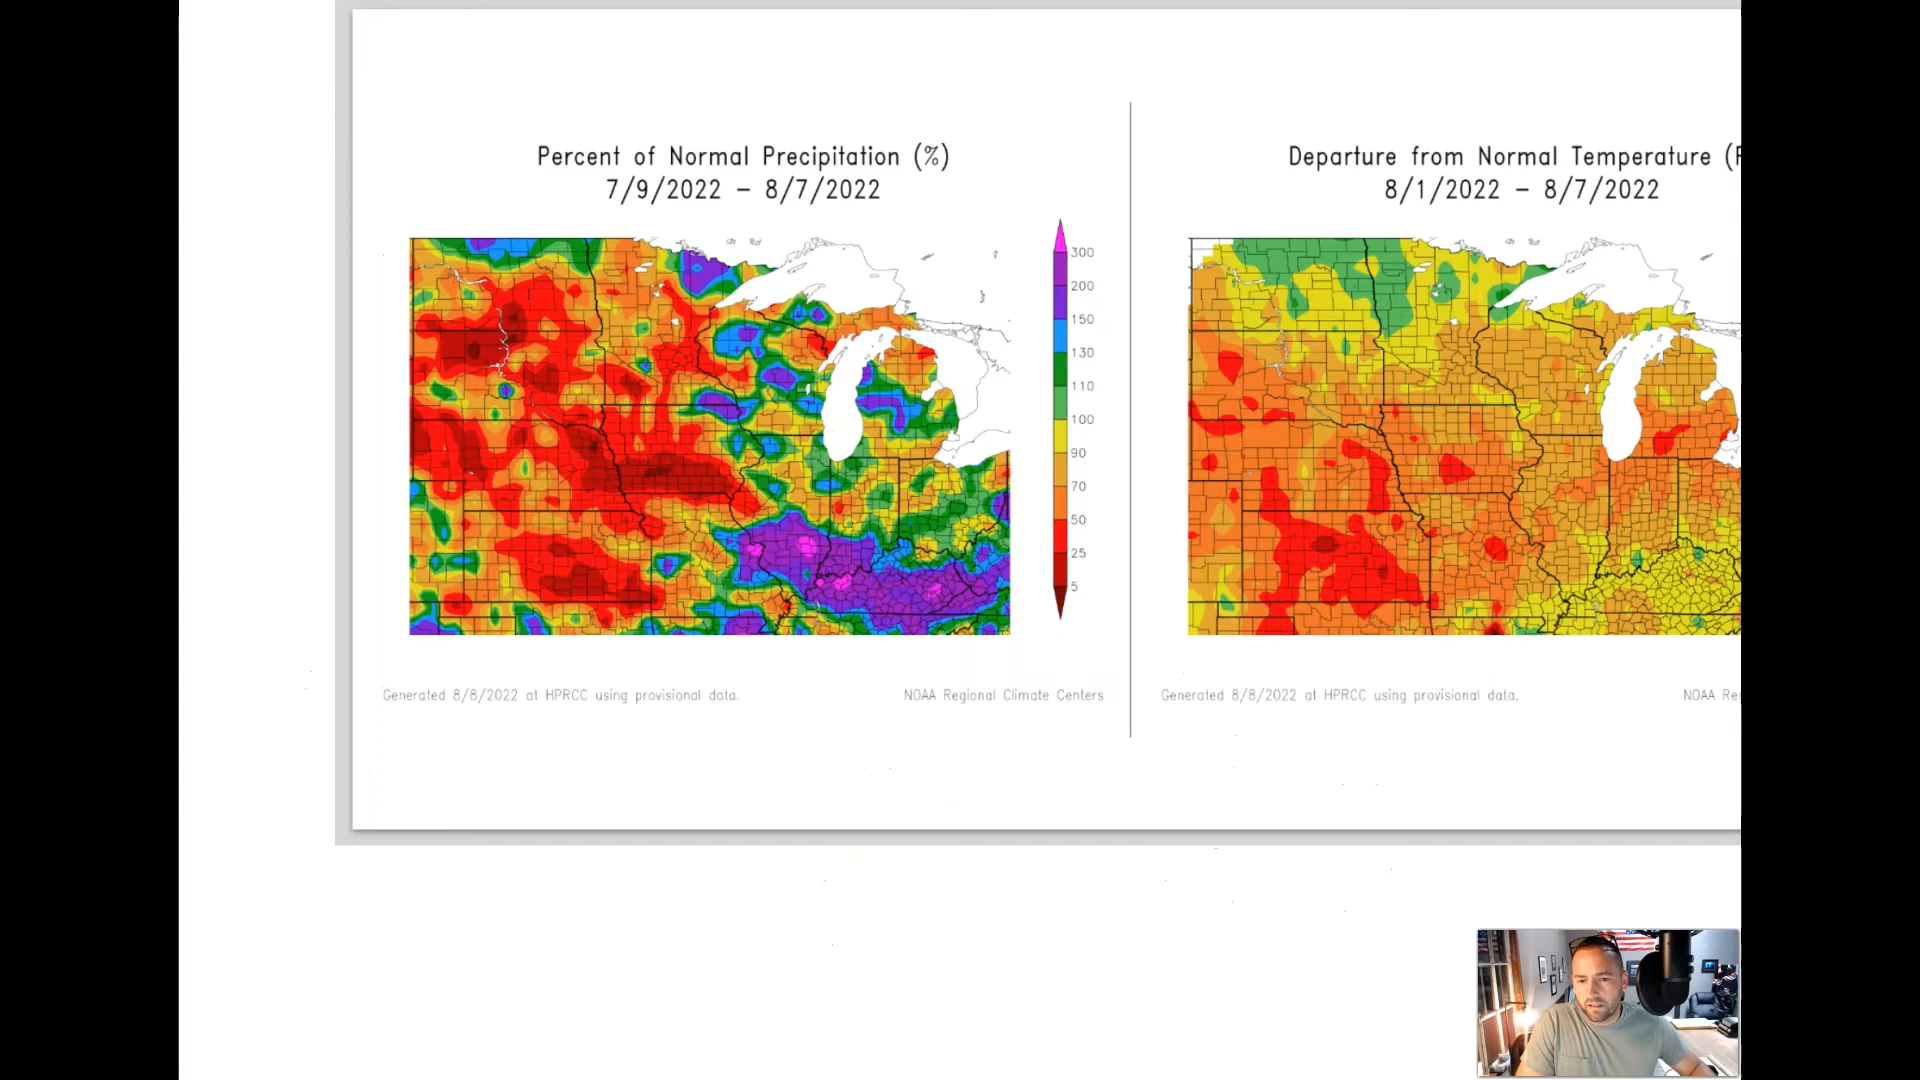 Percent of Normal Precipitation (%)
7/9/2022 – 8/7/2022
300
200
150
130
110
100
90
70
50
25
5
Generated 8/8/2022 at HPRCC using provisional data.
NOAA Regional Climate Centers
Departure from Normal Temperature (F
8/1/2022 – 8/7/2022
Generated 8/8/2022 at HPRCC using provisional data.
NOAA Re